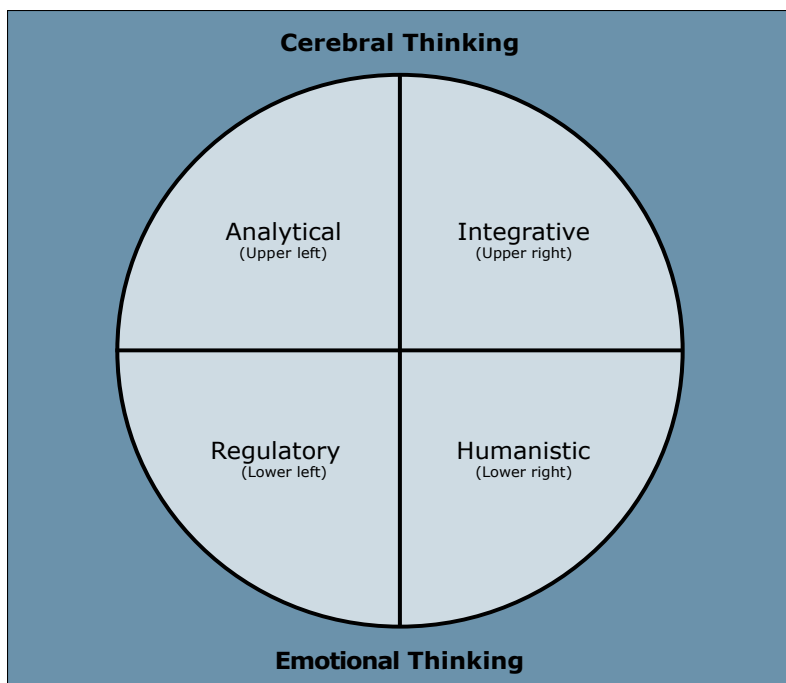 Cerebral Thinking
Analytical
(Upper left)
Integrative
(Upper right)
Regulatory
(Lower left)
Humanistic
(Lower right)
Emotional Thinking